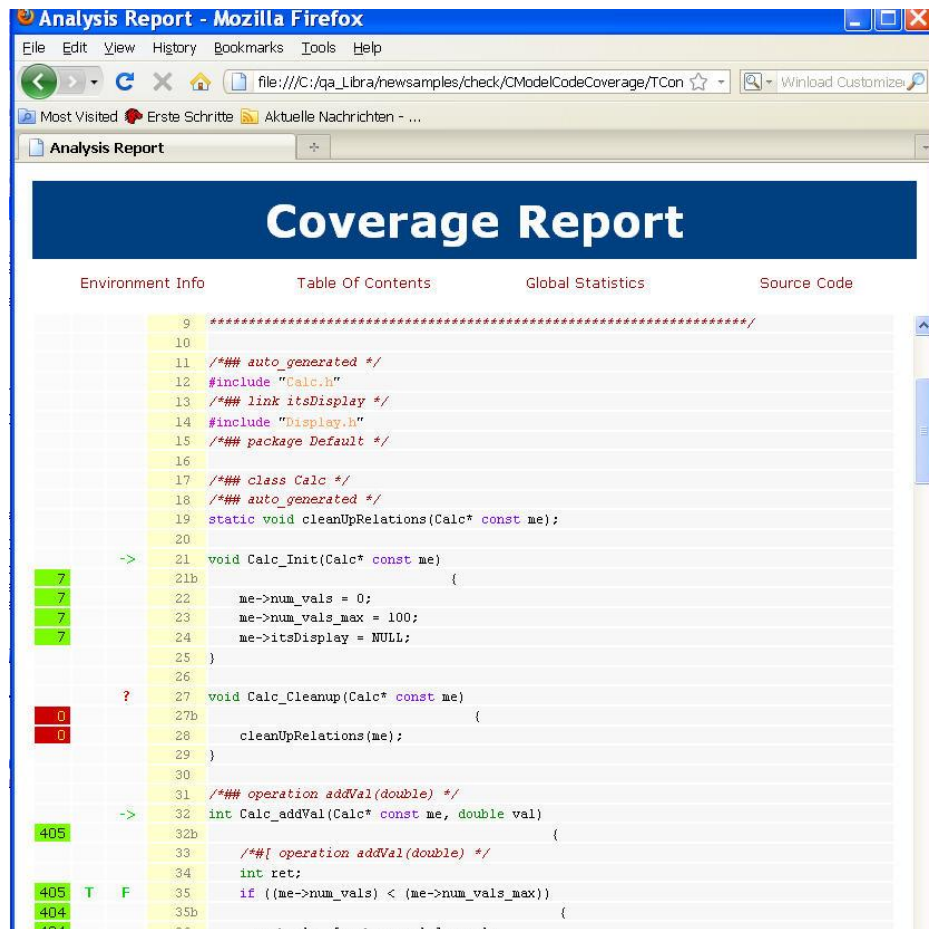 Analysis Report - Mozilla Firefox
File Edit View History Bookmarks Tools Help
file:///C:/qa_Libra/newsamples/check/CModelCodeCoverage/TCon
Winload Customize
Most Visited Erste Schritte Aktuelle Nachrichten - ...
Analysis Report
Coverage Report
Environment Info Table Of Contents Global Statistics Source Code
9 *********************************************************************/
10
11 /*## auto_generated */
12 #include "Calc.h"
13 /*## link itsDisplay */
14 #include "Display.h"
15 /*## package Default */
16
17 /*## class Calc */
18 /*## auto_generated */
19 static void cleanUpRelations(Calc* const me);
20
-> 21 void Calc_Init(Calc* const me)
7 21b {
7 22 me->num_vals = 0;
7 23 me->num_vals_max = 100;
7 24 me->itsDisplay = NULL;
25 }
26
? 27 void Calc_Cleanup(Calc* const me)
0 27b {
0 28 cleanUpRelations(me);
29 }
30
31 /*## operation addVal(double) */
-> 32 int Calc_addVal(Calc* const me, double val)
405 32b {
33 /*#[ operation addVal(double) */
34 int ret;
405 T F 35 if ((me->num_vals) < (me->num_vals_max))
404 35b {